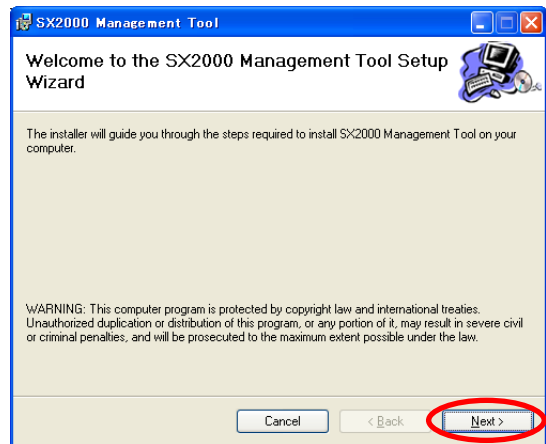 SX2000 Management Tool
Welcome to the SX2000 Management Tool Setup
Wizard
The installer will guide you through the steps required to install SX2000 Management Tool on your
computer.
WARNING: This computer program is protected by copyright law and international treaties.
Unauthorized duplication or distribution of this program, or any portion of it, may result in severe civil
or criminal penalties, and will be prosecuted to the maximum extent possible under the law.
Cancel < Back Next >